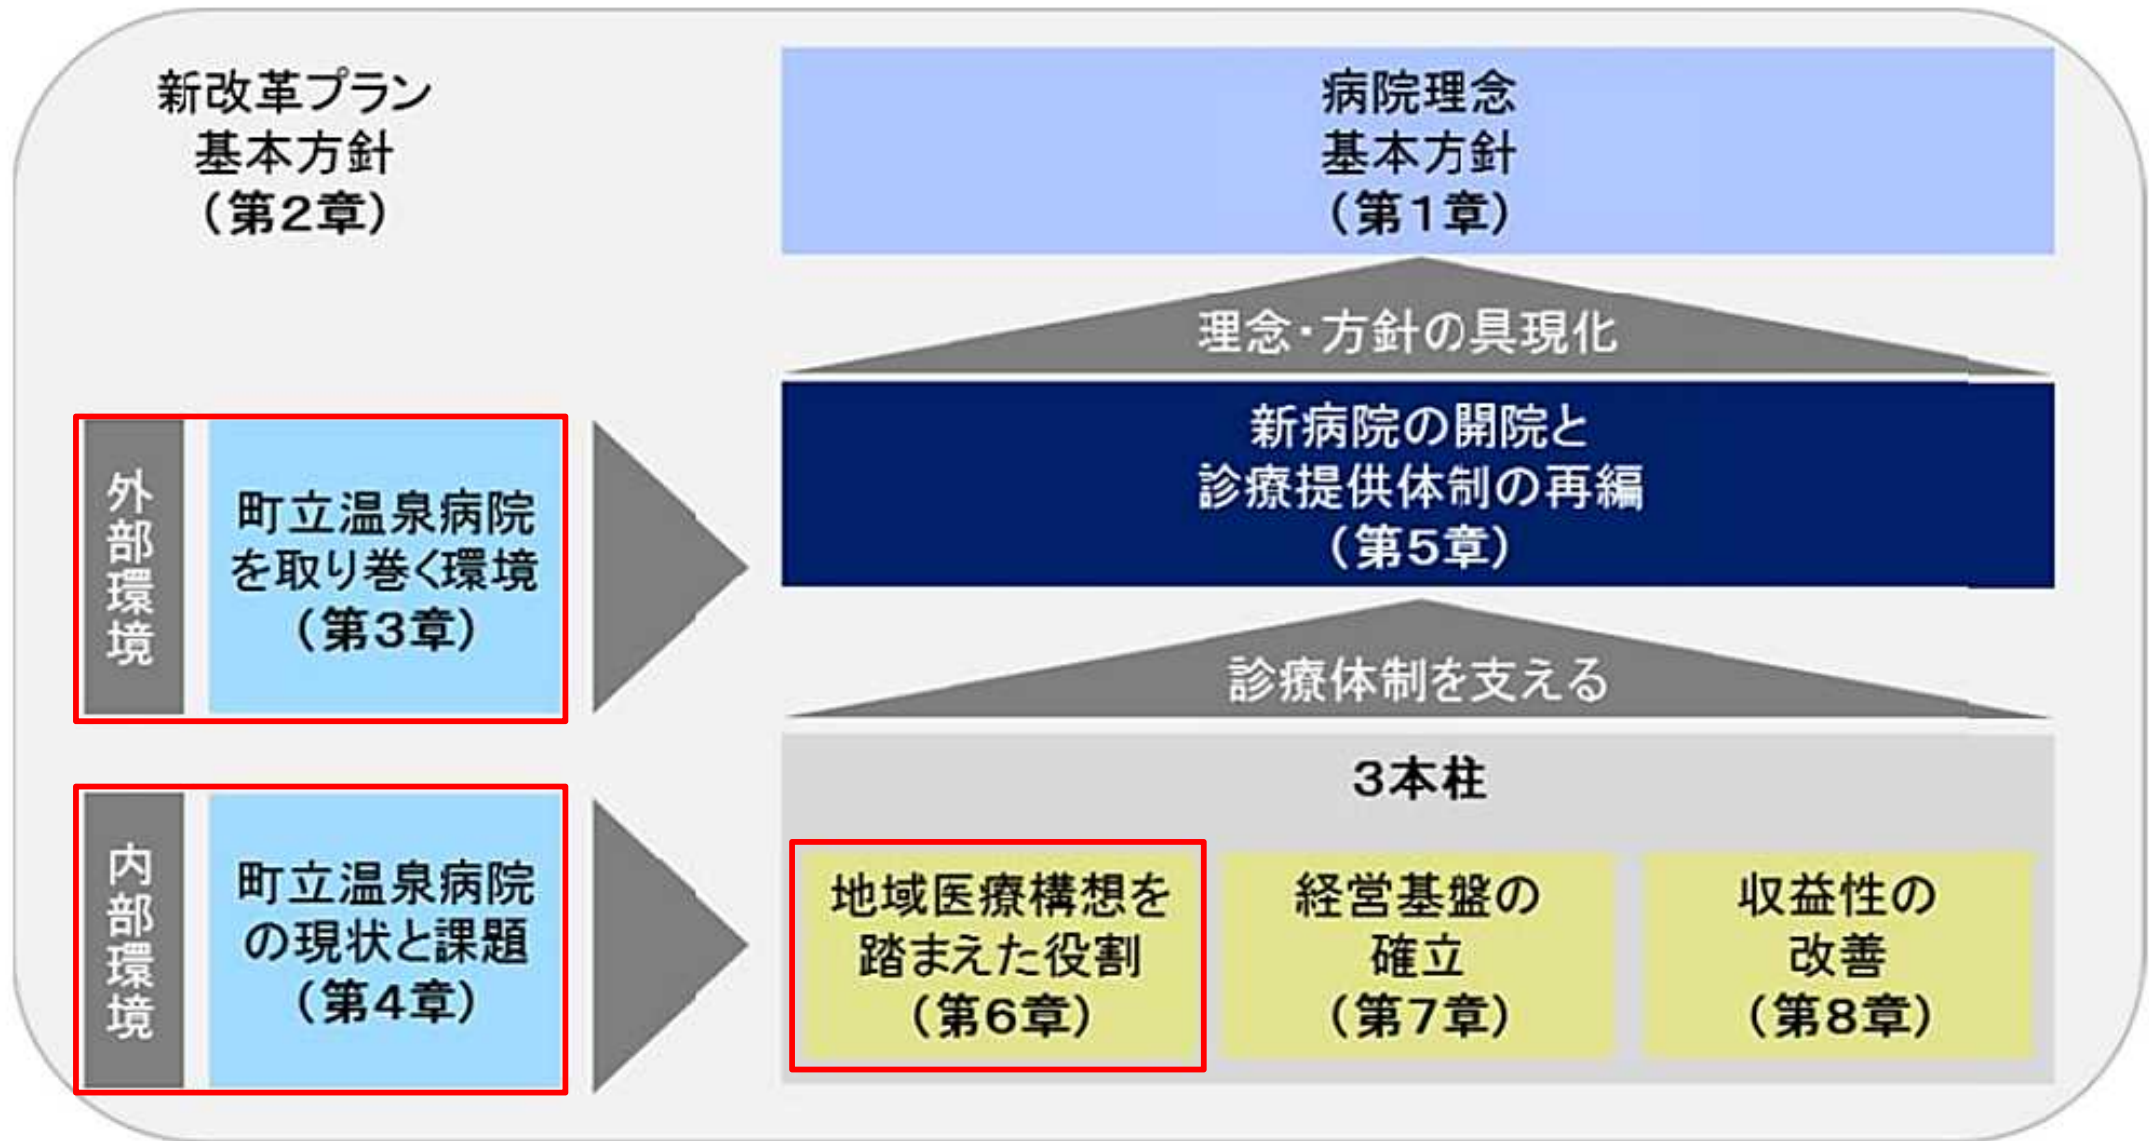 新改革プラン
基本方針
（第２章）
病院理念
基本方針
（第１章）
理念・方針の具現化
新病院の開院と
診療提供体制の再編
（第５章）
外部環境
町立温泉病院
を取り巻く環境
（第３章）
診療体制を支える
３本柱
内部環境
町立温泉病院
の現状と課題
（第４章）
地域医療構想を
踏まえた役割
（第６章）
経営基盤の
確立
（第７章）
収益性の
改善
（第８章）